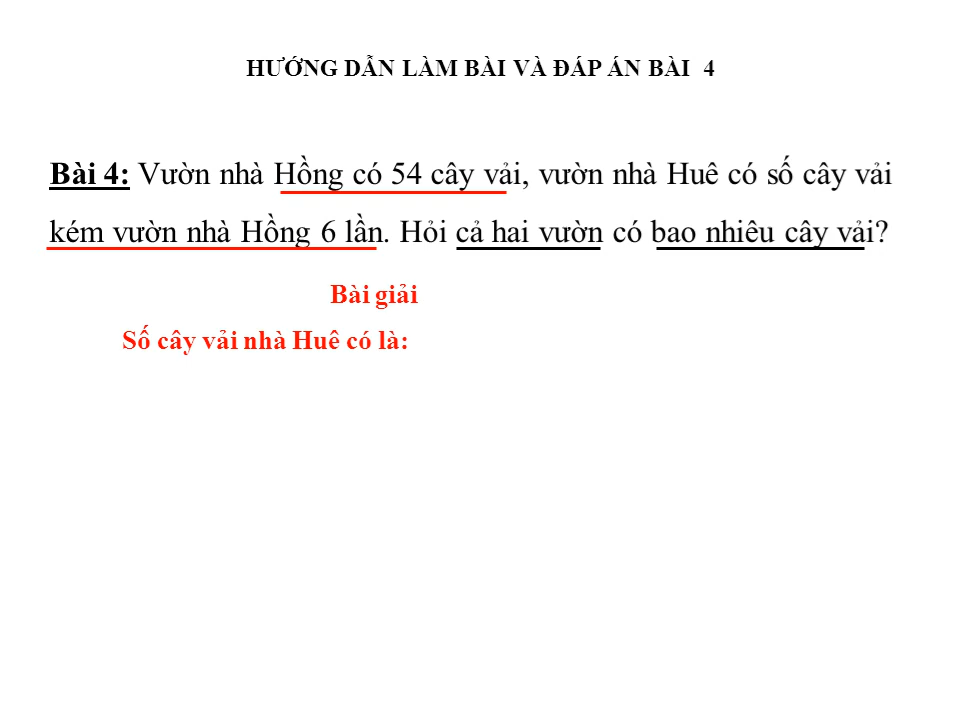 HƯỚNG DẪN LÀM BÀI VÀ ĐÁP ÁN BÀI 4
Bài 4: Vườn nhà Hồng có 54 cây vải, vườn nhà Huê có số cây vải
kém vườn nhà Hồng 6 lần. Hỏi cả hai vườn có bao nhiêu cây vải?
Bài giải
Số cây vải nhà Huê có là: